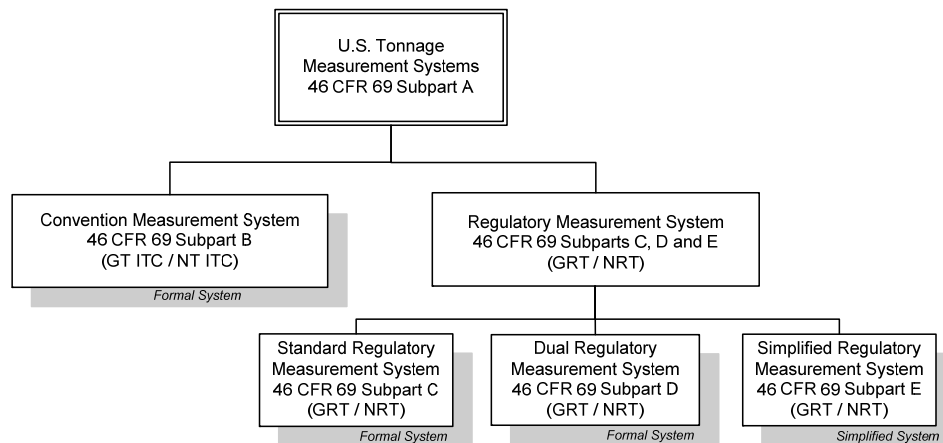 U.S. Tonnage
Measurement Systems
46 CFR 69 Subpart A
Convention Measurement System
46 CFR 69 Subpart B
(GT ITC / NT ITC)
Formal System
Regulatory Measurement System
46 CFR 69 Subparts C, D and E
(GRT / NRT)
Standard Regulatory
Measurement System
46 CFR 69 Subpart C
(GRT / NRT)
Formal System
Dual Regulatory
Measurement System
46 CFR 69 Subpart D
(GRT / NRT)
Formal System
Simplified Regulatory
Measurement System
46 CFR 69 Subpart E
(GRT / NRT)
Simplified System